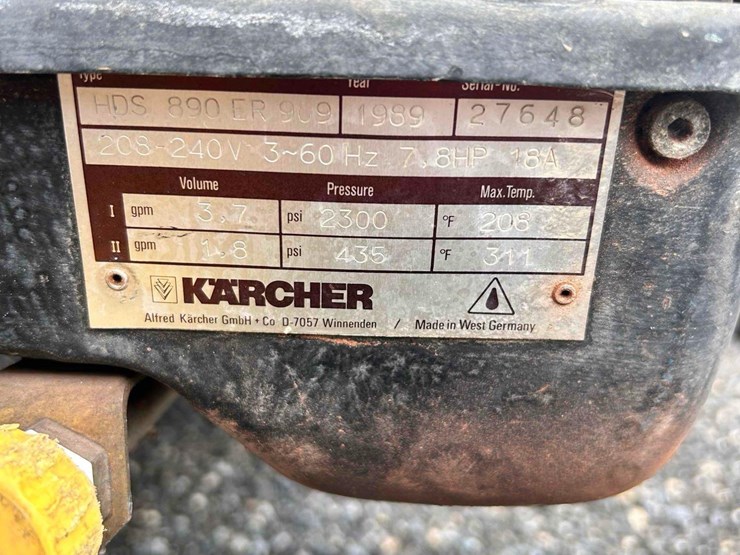 Type Year Serial-No.
HDS 890 ER 909 1989 27648
208-240V 3~60 Hz 7,8HP 18A
Volume Pressure Max.Temp.
I gpm 3,7 psi 2300 °F 208
II gpm 1,8 psi 435 °F 311
KÄRCHER
Alfred Kärcher GmbH + Co D-7057 Winnenden / Made in West Germany